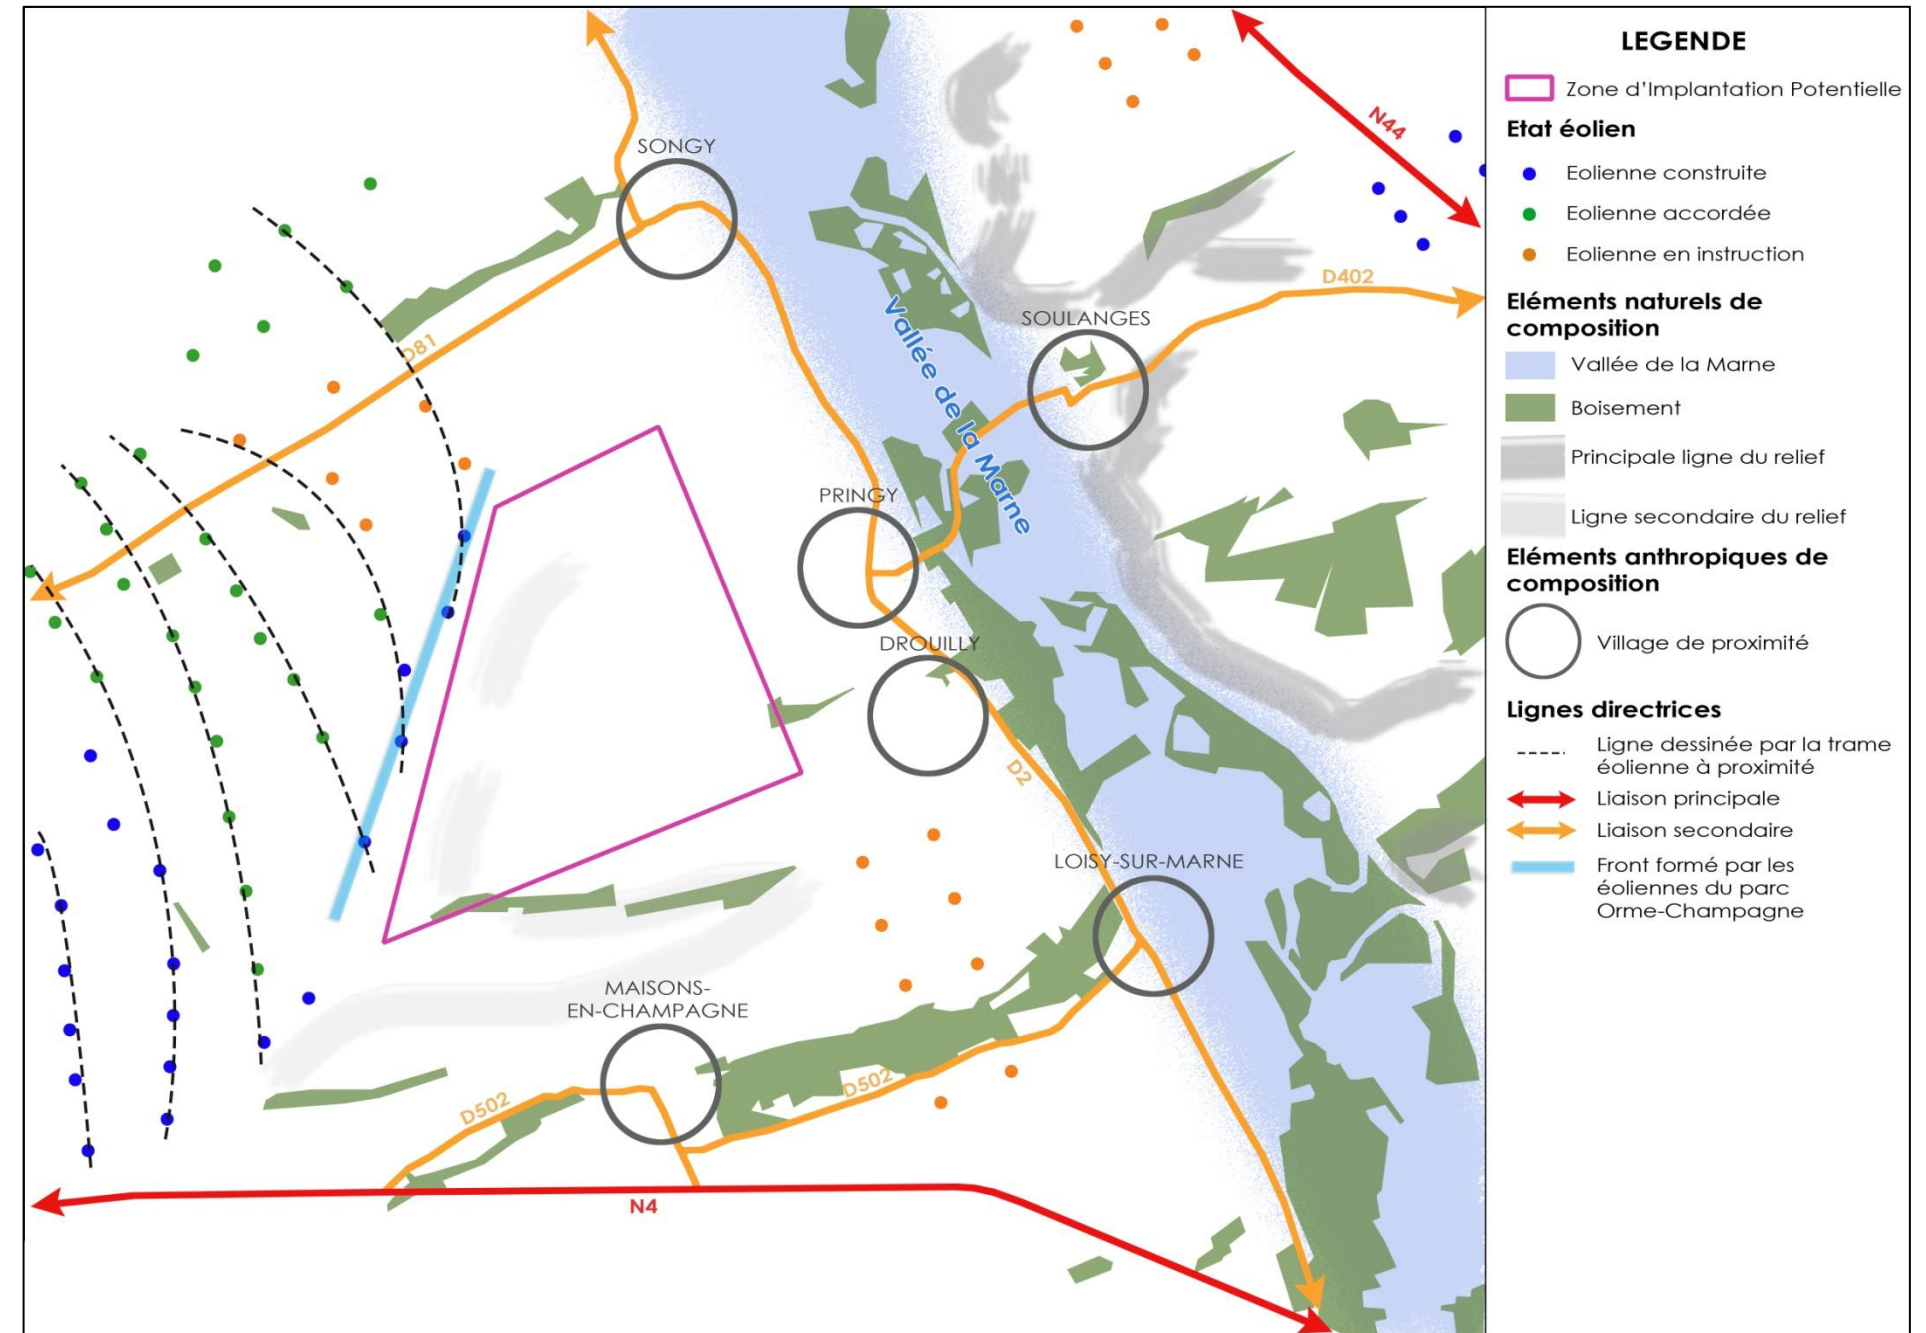 SONGY
N44
D402
SOULANGES
D81
Vallée de la Marne
PRINGY
DROUILLY
D2
LOISY-SUR-MARNE
MAISONS-
EN-CHAMPAGNE
D502
D502
N4
LEGENDE
Zone d'Implantation Potentielle
Etat éolien
Eolienne construite
Eolienne accordée
Eolienne en instruction
Eléments naturels de
composition
Vallée de la Marne
Boisement
Principale ligne du relief
Ligne secondaire du relief
Eléments anthropiques de
composition
Village de proximité
Lignes directrices
Ligne dessinée par la trame
éolienne à proximité
Liaison principale
Liaison secondaire
Front formé par les
éoliennes du parc
Orme-Champagne